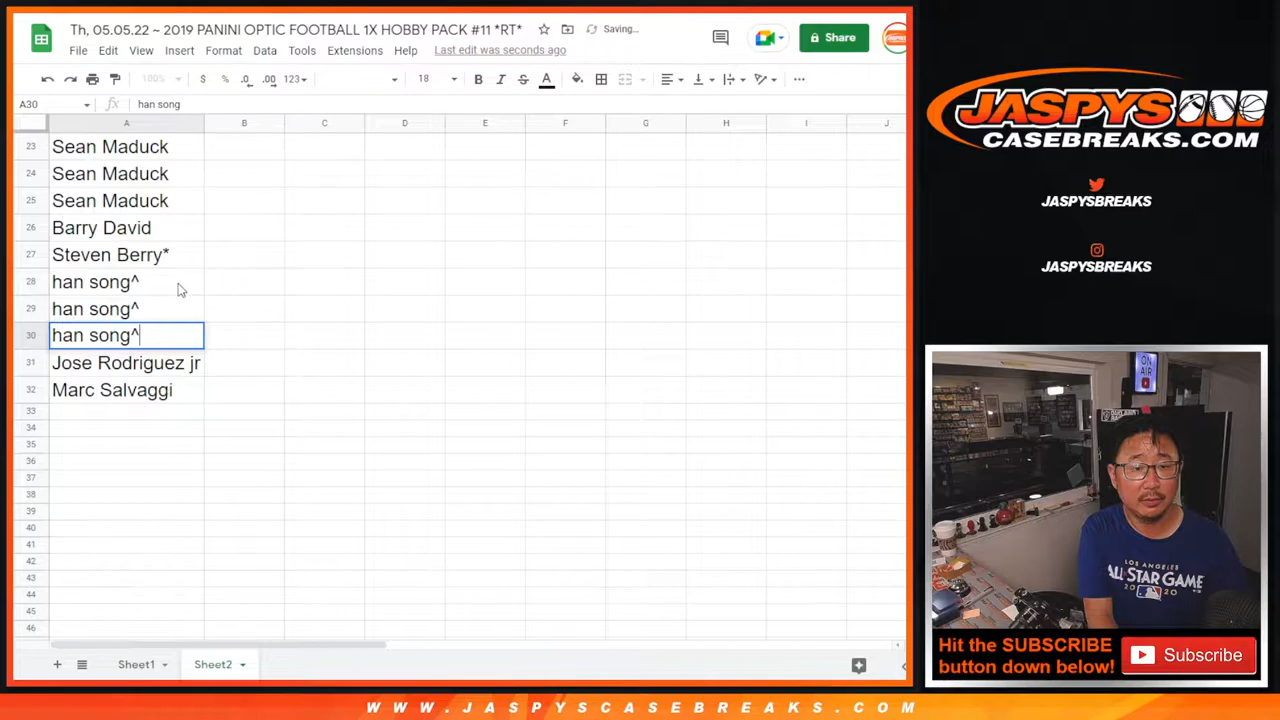 Th, 05.05.22 ~ 2019 PANINI OPTIC FOOTBALL 1X HOBBY PACK #11 *RT*
Saving...
File Edit View Insert Format Data Tools Extensions Help Last edit was seconds ago
Share
100% $ % .0 .00 123 18 B I S A
A30 fx han song
A B C D E F G H I J
23 Sean Maduck
24 Sean Maduck
25 Sean Maduck
26 Barry David
27 Steven Berry*
28 han song^
29 han song^
30 han song^
31 Jose Rodriguez jr
32 Marc Salvaggi
33
34
35
36
37
38
39
40
41
42
43
44
45
46
+ Sheet1 Sheet2
JASPYS
CASEBREAKS.COM
JASPYSBREAKS
JASPYSBREAKS
ON
AIR
LOS ANGELES
ALL STAR GAME
2020
Hit the SUBSCRIBE
button down below!
Subscribe
WWW.JASPYSCASEBREAKS.COM